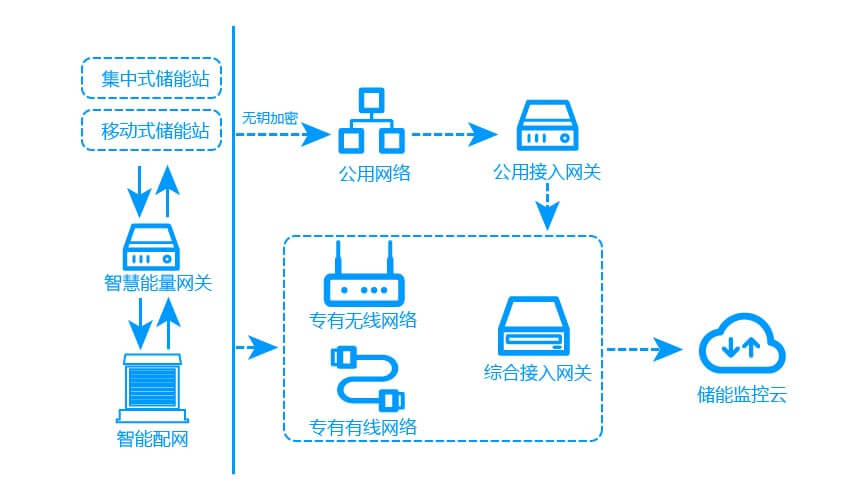 集中式储能站
移动式储能站
无钥加密
公用网络
公用接入网关
智慧能量网关
专有无线网络
综合接入网关
专有有线网络
储能监控云
智能配网